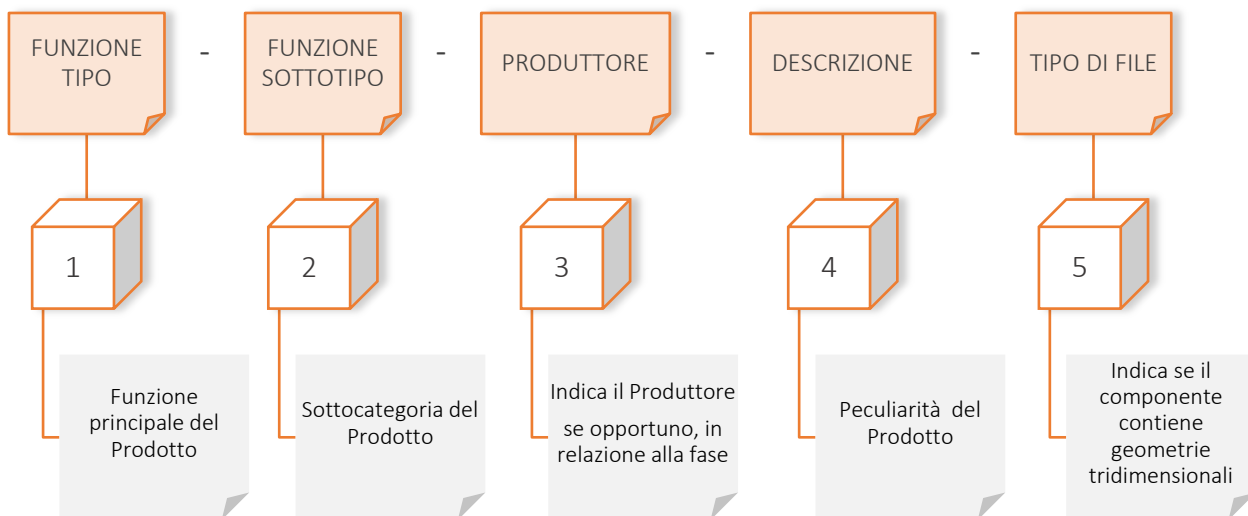 FUNZIONE
TIPO
-
FUNZIONE
SOTTOTIPO
-
PRODUTTORE
-
DESCRIZIONE
-
TIPO DI FILE
1
2
3
4
5
Funzione
principale del
Prodotto
Sottocategoria del
Prodotto
Indica il Produttore
se opportuno, in
relazione alla fase
Peculiarità del
Prodotto
Indica se il
componente
contiene
geometrie
tridimensionali